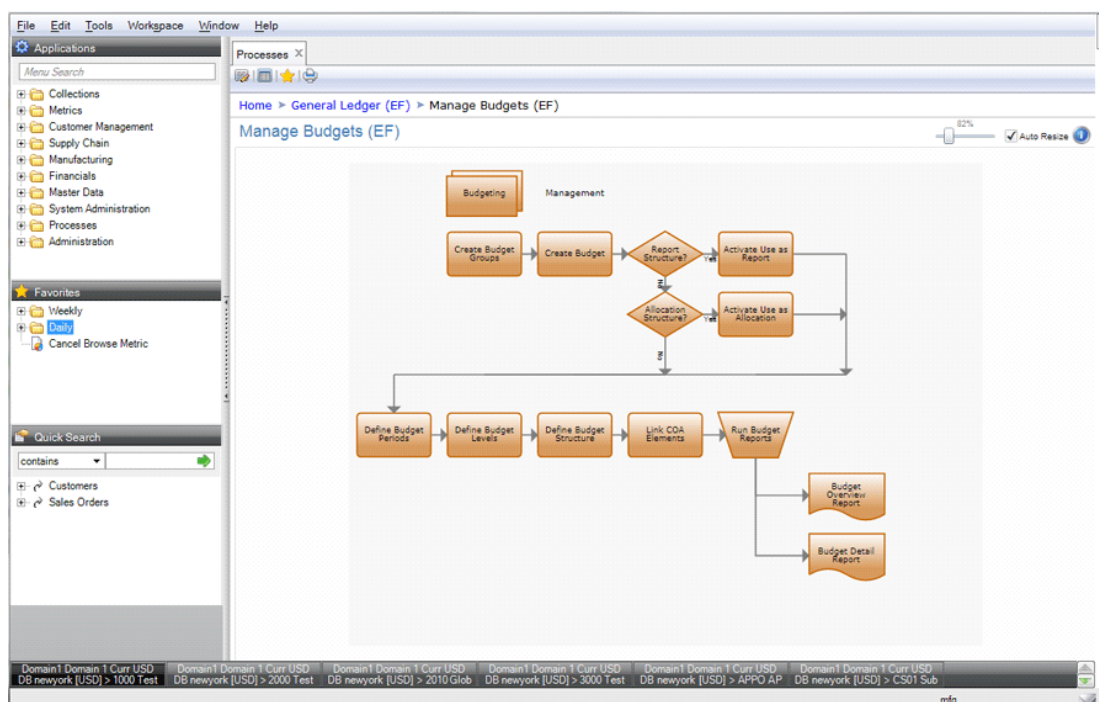 File Edit Tools Workspace Window Help
Applications
Menu Search
Collections
Metrics
Customer Management
Supply Chain
Manufacturing
Financials
Master Data
System Administration
Processes
Administration
Favorites
Weekly
Daily
Cancel Browse Metric
Quick Search
contains
Customers
Sales Orders
Processes X
Home > General Ledger (EF) > Manage Budgets (EF)
Manage Budgets (EF)
82%
Auto Resize
Budgeting
Management
Create Budget
Groups
Create Budget
Report
Structure?
Yes
Activate Use as
Report
No
Allocation
Structure?
Yes
Activate Use as
Allocation
No
Define Budget
Periods
Define Budget
Levels
Define Budget
Structure
Link COA
Elements
Run Budget
Reports
Budget
Overview
Report
Budget Detail
Report
Domain1 Domain 1 Curr USD
DB newyork [USD] > 1000 Test
Domain1 Domain 1 Curr USD
DB newyork [USD] > 2000 Test
Domain1 Domain 1 Curr USD
DB newyork [USD] > 2010 Glob
Domain1 Domain 1 Curr USD
DB newyork [USD] > 3000 Test
Domain1 Domain 1 Curr USD
DB newyork [USD] > APPO AP
Domain1 Domain 1 Curr USD
DB newyork [USD] > CS01 Sub
mfg